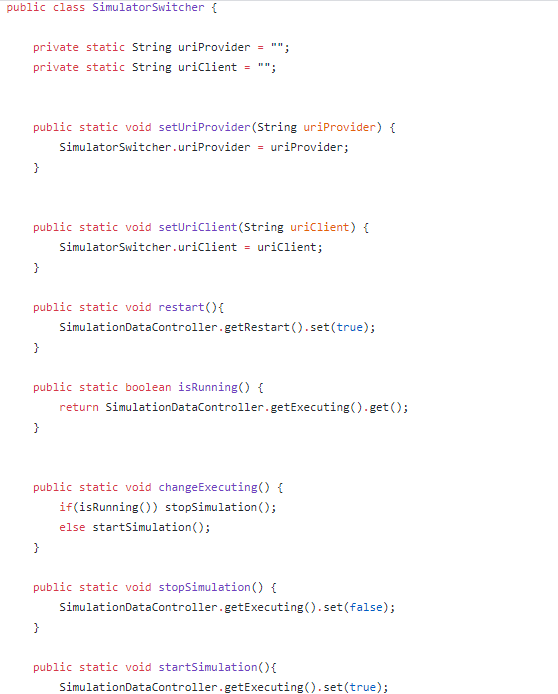 public class SimulatorSwitcher {
private static String uriProvider = "";
private static String uriClient = "";
public static void setUriProvider(String uriProvider) {
SimulatorSwitcher.uriProvider = uriProvider;
}
public static void setUriClient(String uriClient) {
SimulatorSwitcher.uriClient = uriClient;
}
public static void restart(){
SimulationDataController.getRestart().set(true);
}
public static boolean isRunning() {
return SimulationDataController.getExecuting().get();
}
public static void changeExecuting() {
if(isRunning()) stopSimulation();
else startSimulation();
}
public static void stopSimulation() {
SimulationDataController.getExecuting().set(false);
}
public static void startSimulation(){
SimulationDataController.getExecuting().set(true);